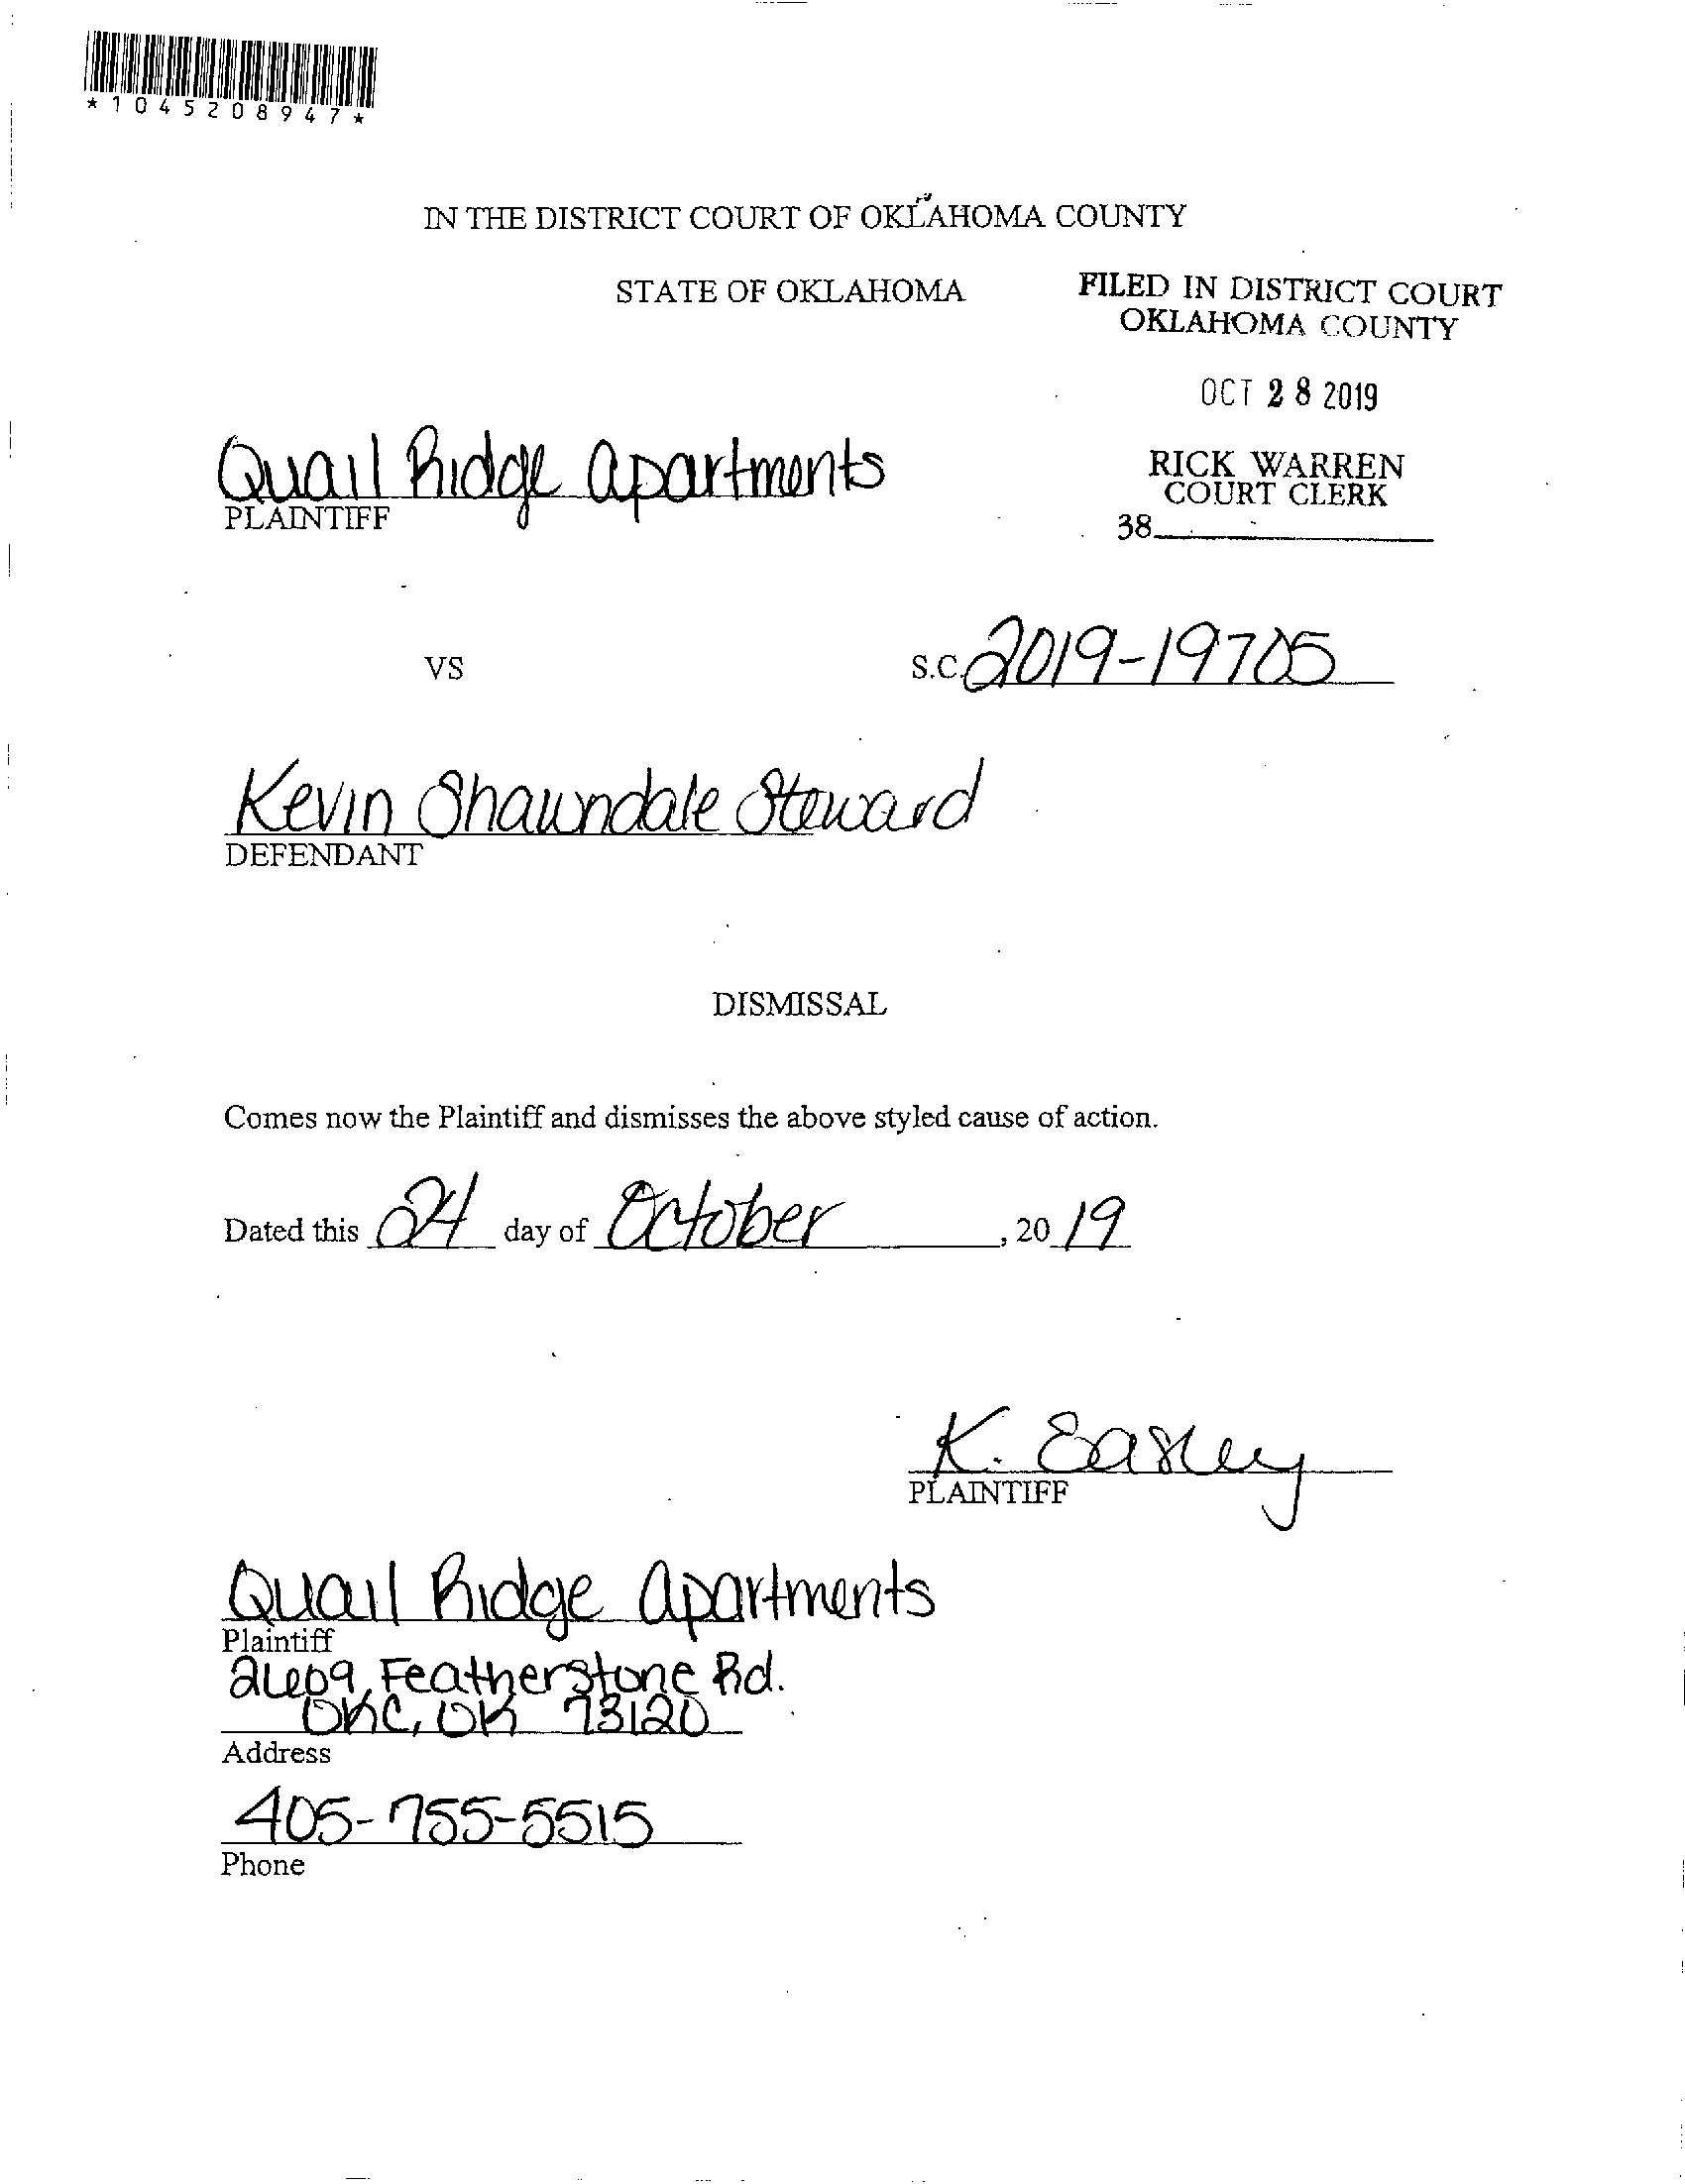 *1045208947*
IN THE DISTRICT COURT OF OKLAHOMA COUNTY
STATE OF OKLAHOMA
FILED IN DISTRICT COURT
OKLAHOMA COUNTY
OCT 28 2019
RICK WARREN
COURT CLERK
38
Quail Ridge Apartments
PLAINTIFF
VS
S.C. 2019-19705
Kevin Shawndale Steward
DEFENDANT
DISMISSAL
Comes now the Plaintiff and dismisses the above styled cause of action.
Dated this 24 day of October, 20 19
K. Easley
PLAINTIFF
Quail Ridge Apartments
Plaintiff
2609 Featherstone Rd.
OKC, OK 73120
Address
405-755-5515
Phone